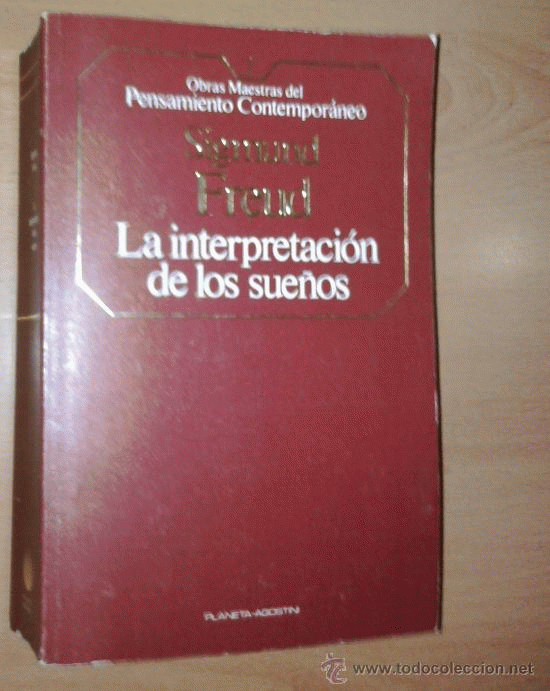 Obras Maestras del
Pensamiento Contemporáneo
Sigmund
Freud
La interpretación
de los sueños
PLANETA-AGOSTINI
www.todocoleccion.net